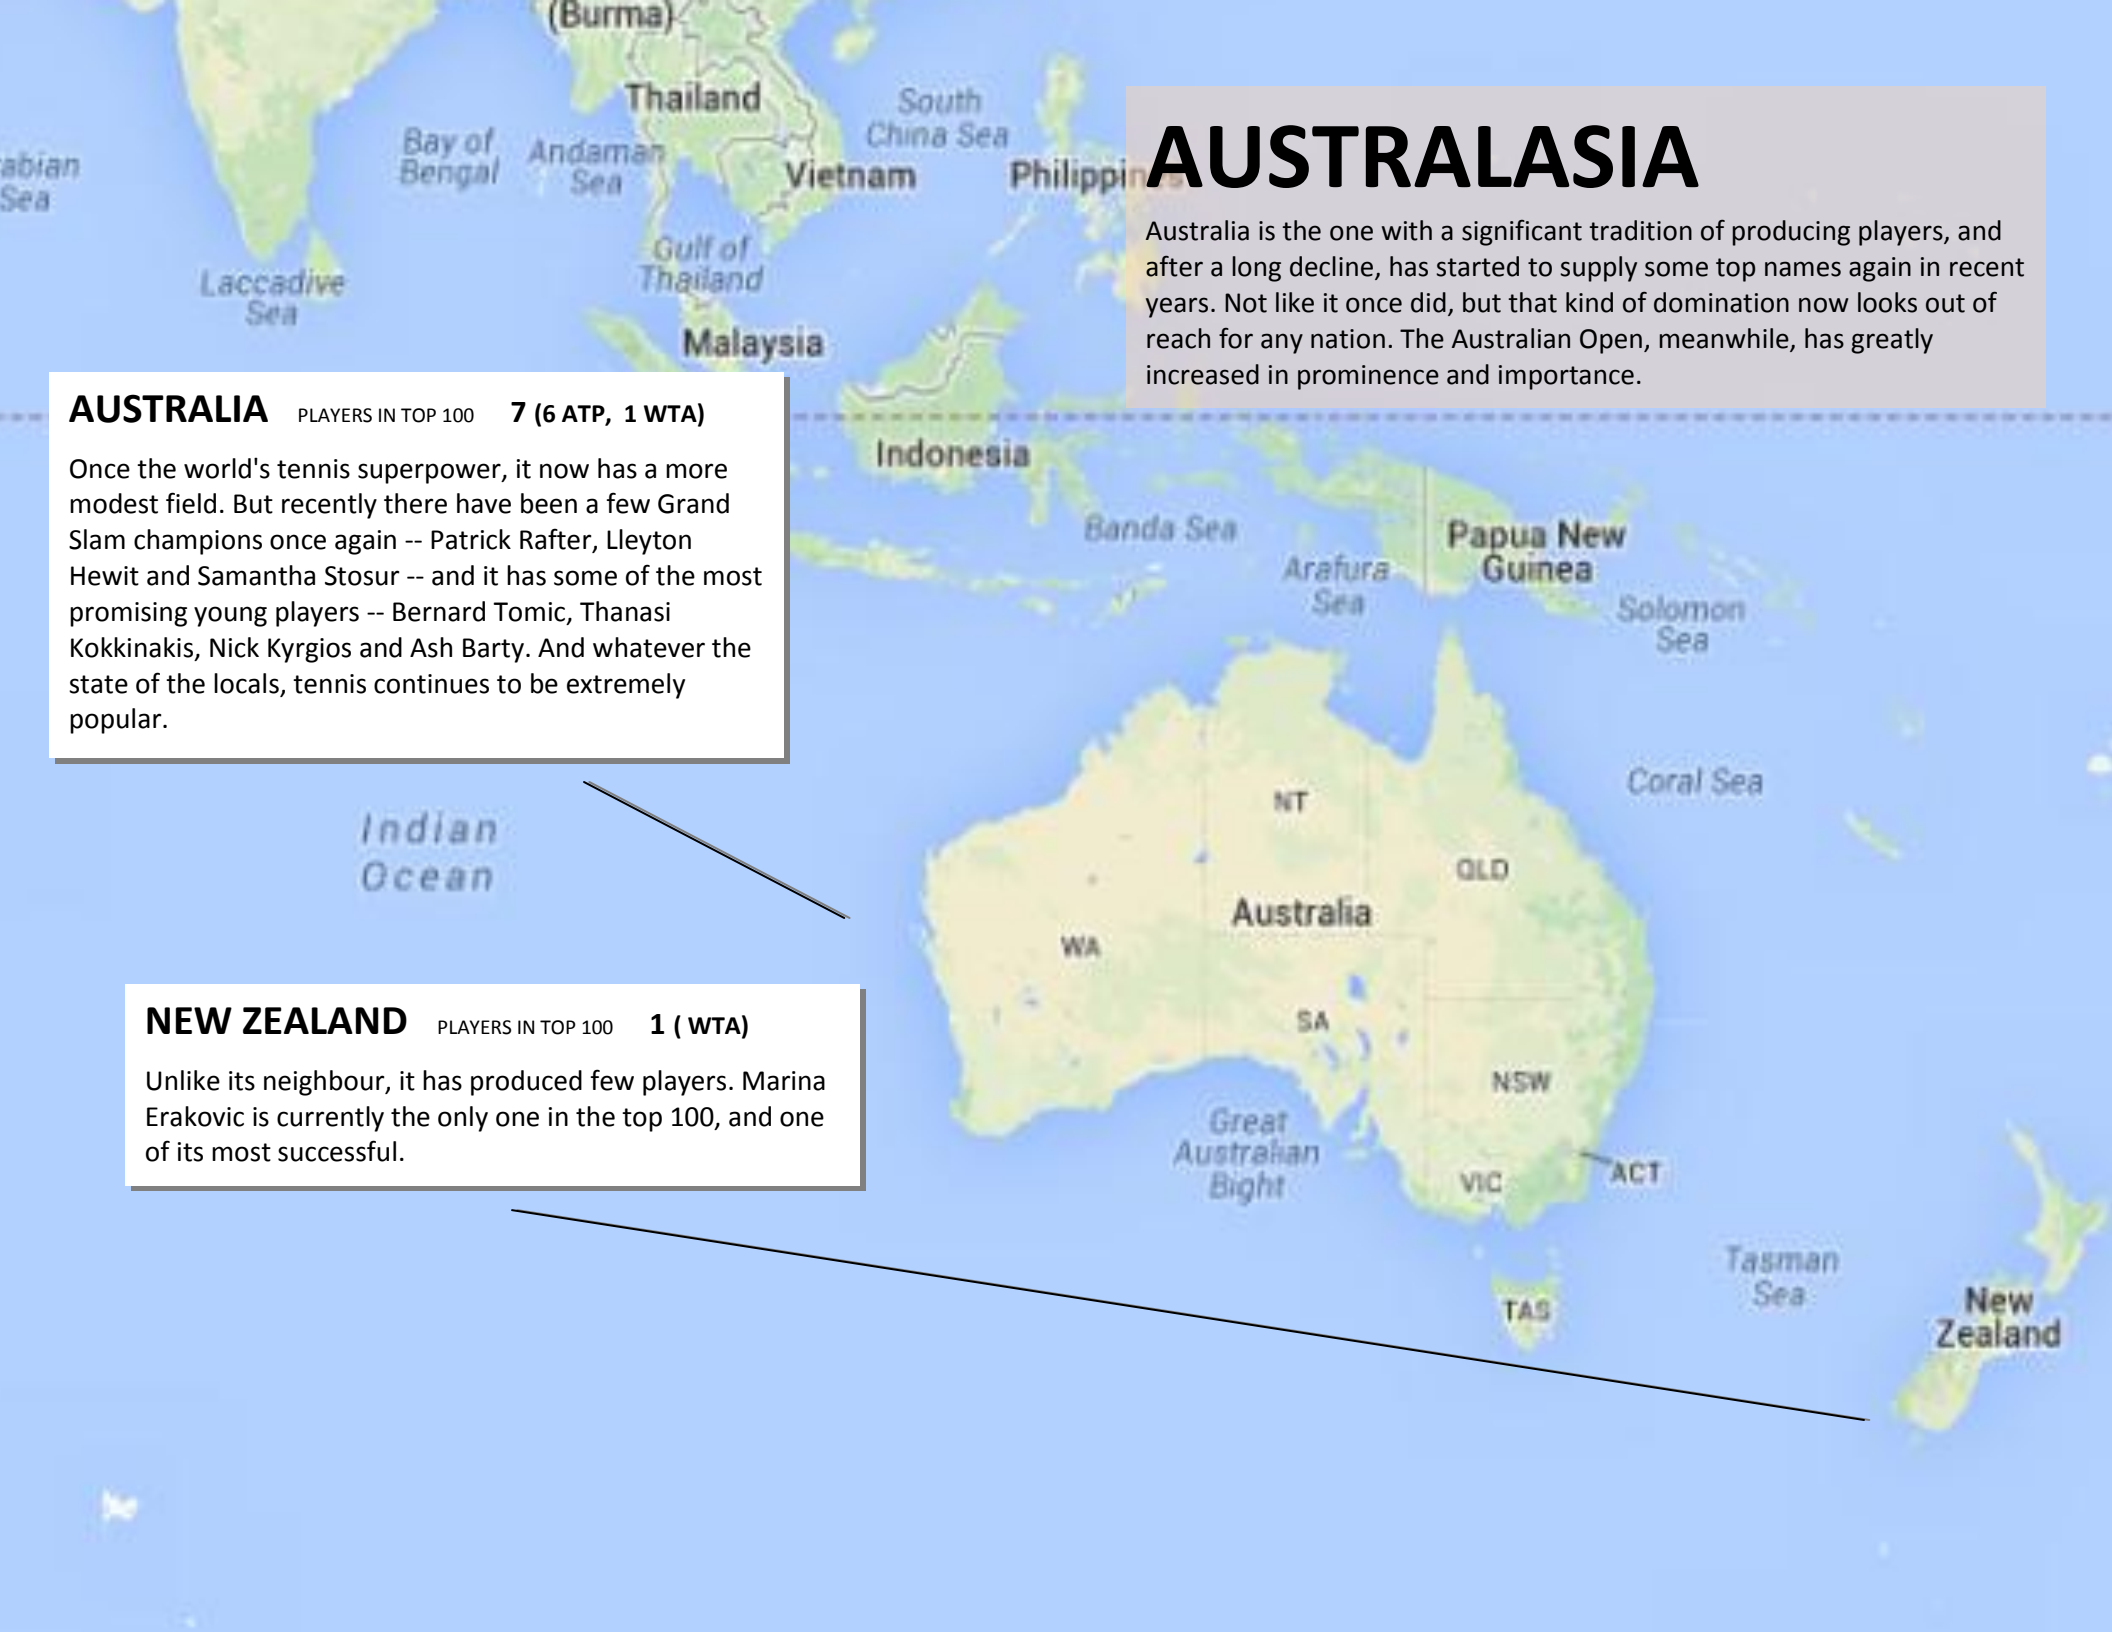 (Burma)
Thailand
South
China Sea
Bay of
Bengal
Andaman
Sea
abian
Sea
Vietnam
Philippines
Gulf of
Thailand
Laccadive
Sea
Malaysia
AUSTRALASIA
Australia is the one with a significant tradition of producing players, and
after a long decline, has started to supply some top names again in recent
years. Not like it once did, but that kind of domination now looks out of
reach for any nation. The Australian Open, meanwhile, has greatly
increased in prominence and importance.
AUSTRALIA PLAYERS IN TOP 100 7 (6 ATP, 1 WTA)
Once the world's tennis superpower, it now has a more
modest field. But recently there have been a few Grand
Slam champions once again -- Patrick Rafter, Lleyton
Hewit and Samantha Stosur -- and it has some of the most
promising young players -- Bernard Tomic, Thanasi
Kokkinakis, Nick Kyrgios and Ash Barty. And whatever the
state of the locals, tennis continues to be extremely
popular.
Indonesia
Banda Sea
Papua New
Guinea
Arafura
Sea
Solomon
Sea
Coral Sea
Indian
Ocean
NT
QLD
Australia
WA
SA
NSW
NEW ZEALAND PLAYERS IN TOP 100 1 ( WTA)
Unlike its neighbour, it has produced few players. Marina
Erakovic is currently the only one in the top 100, and one
of its most successful.
Great
Australian
Bight
VIC
ACT
Tasman
Sea
TAS
New
Zealand